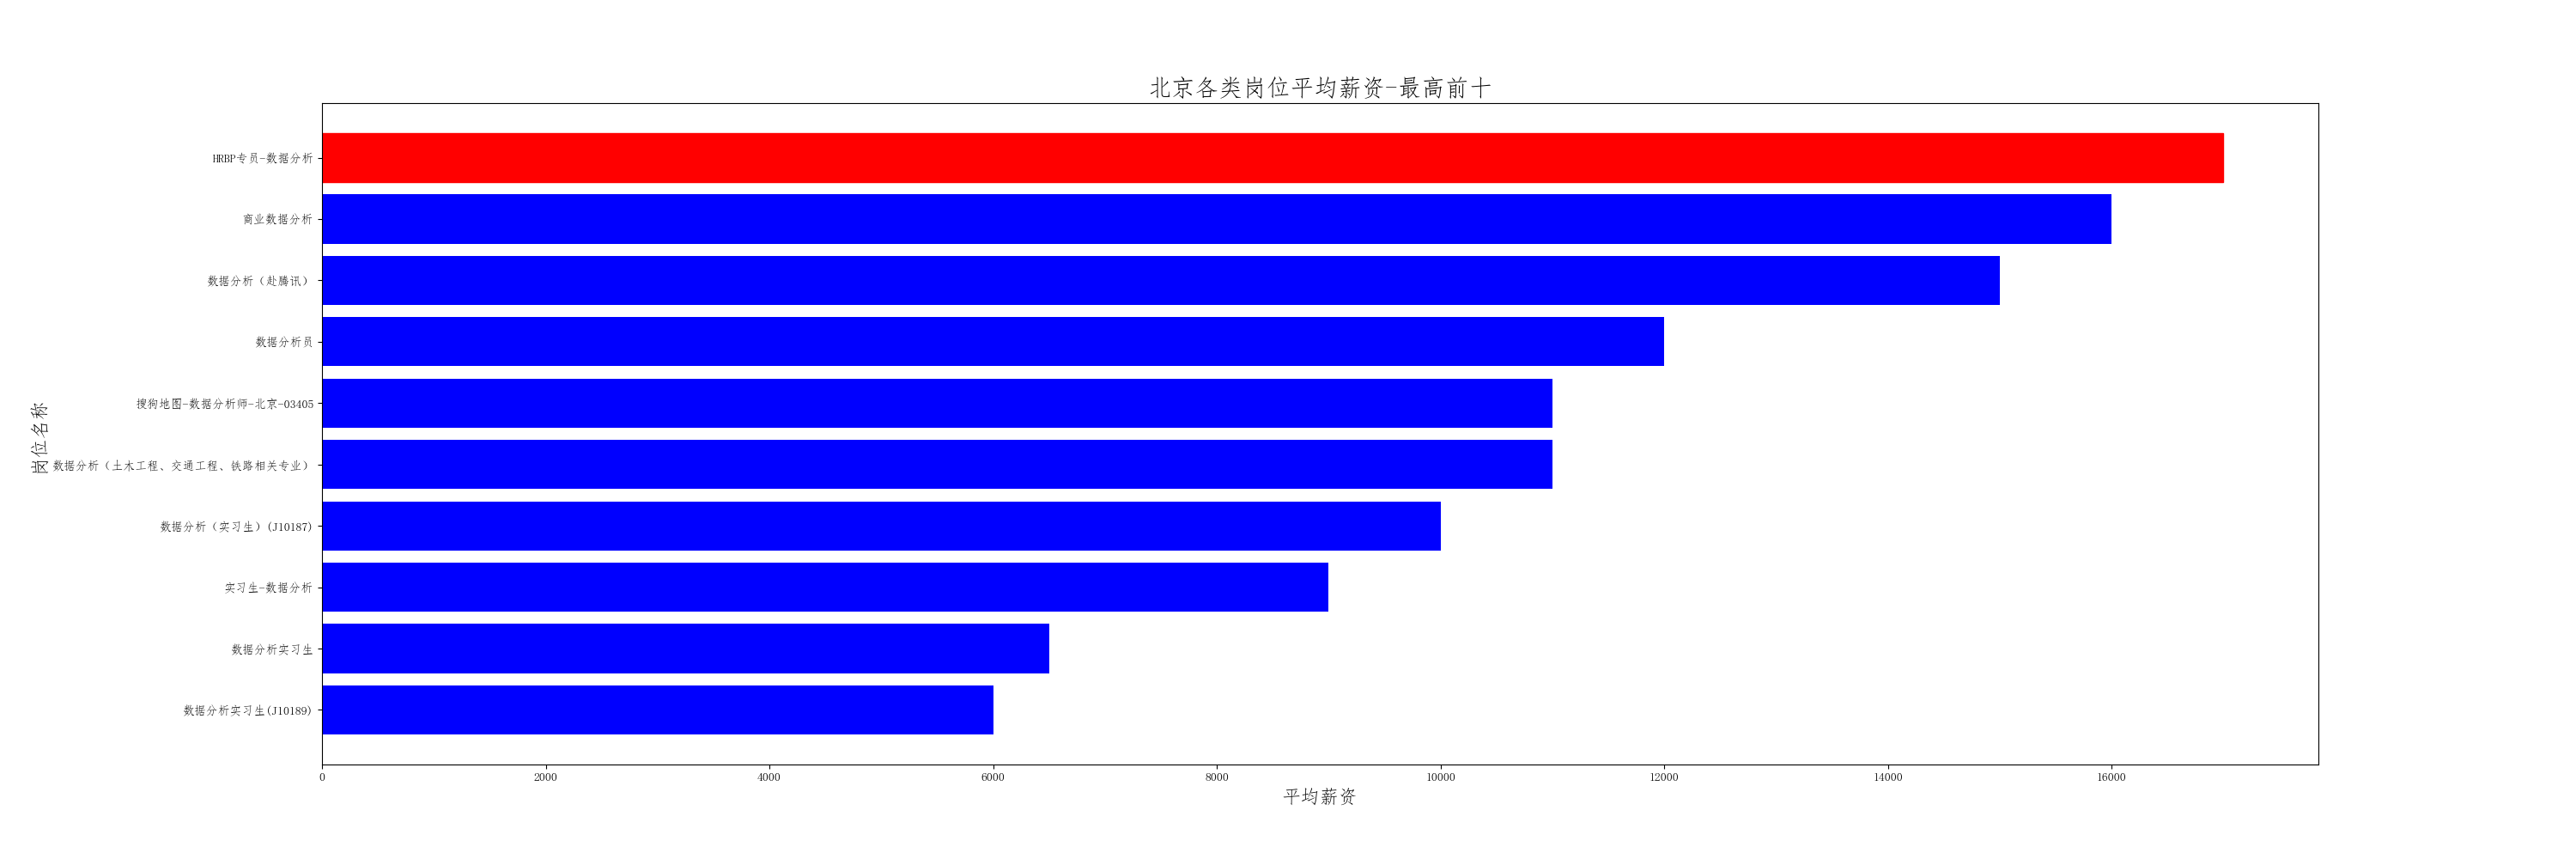 北京各类岗位平均薪资-最高前十
岗位名称
HRBP专员-数据分析
商业数据分析
数据分析（赴腾讯）
数据分析员
搜狗地图-数据分析师-北京-03405
数据分析（土木工程、交通工程、铁路相关专业）
数据分析（实习生）(J10187)
实习生-数据分析
数据分析实习生
数据分析实习生(J10189)
0 2000 4000 6000 8000 10000 12000 14000 16000
平均薪资